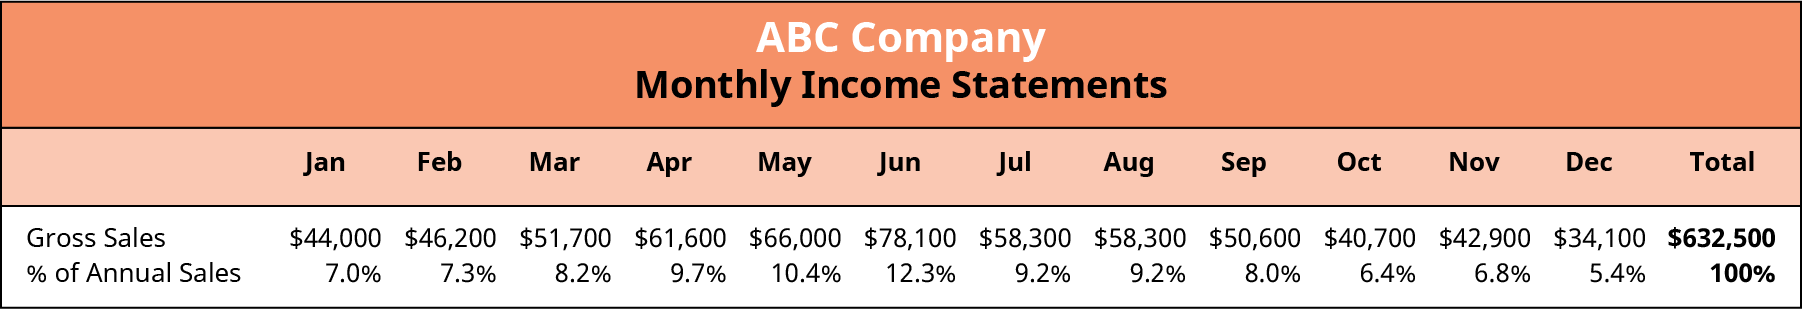 ABC Company
Monthly Income Statements
Jan Feb Mar Apr May Jun Jul Aug Sep Oct Nov Dec Total
Gross Sales $44,000 $46,200 $51,700 $61,600 $66,000 $78,100 $58,300 $58,300 $50,600 $40,700 $42,900 $34,100 $632,500
% of Annual Sales 7.0% 7.3% 8.2% 9.7% 10.4% 12.3% 9.2% 9.2% 8.0% 6.4% 6.8% 5.4% 100%